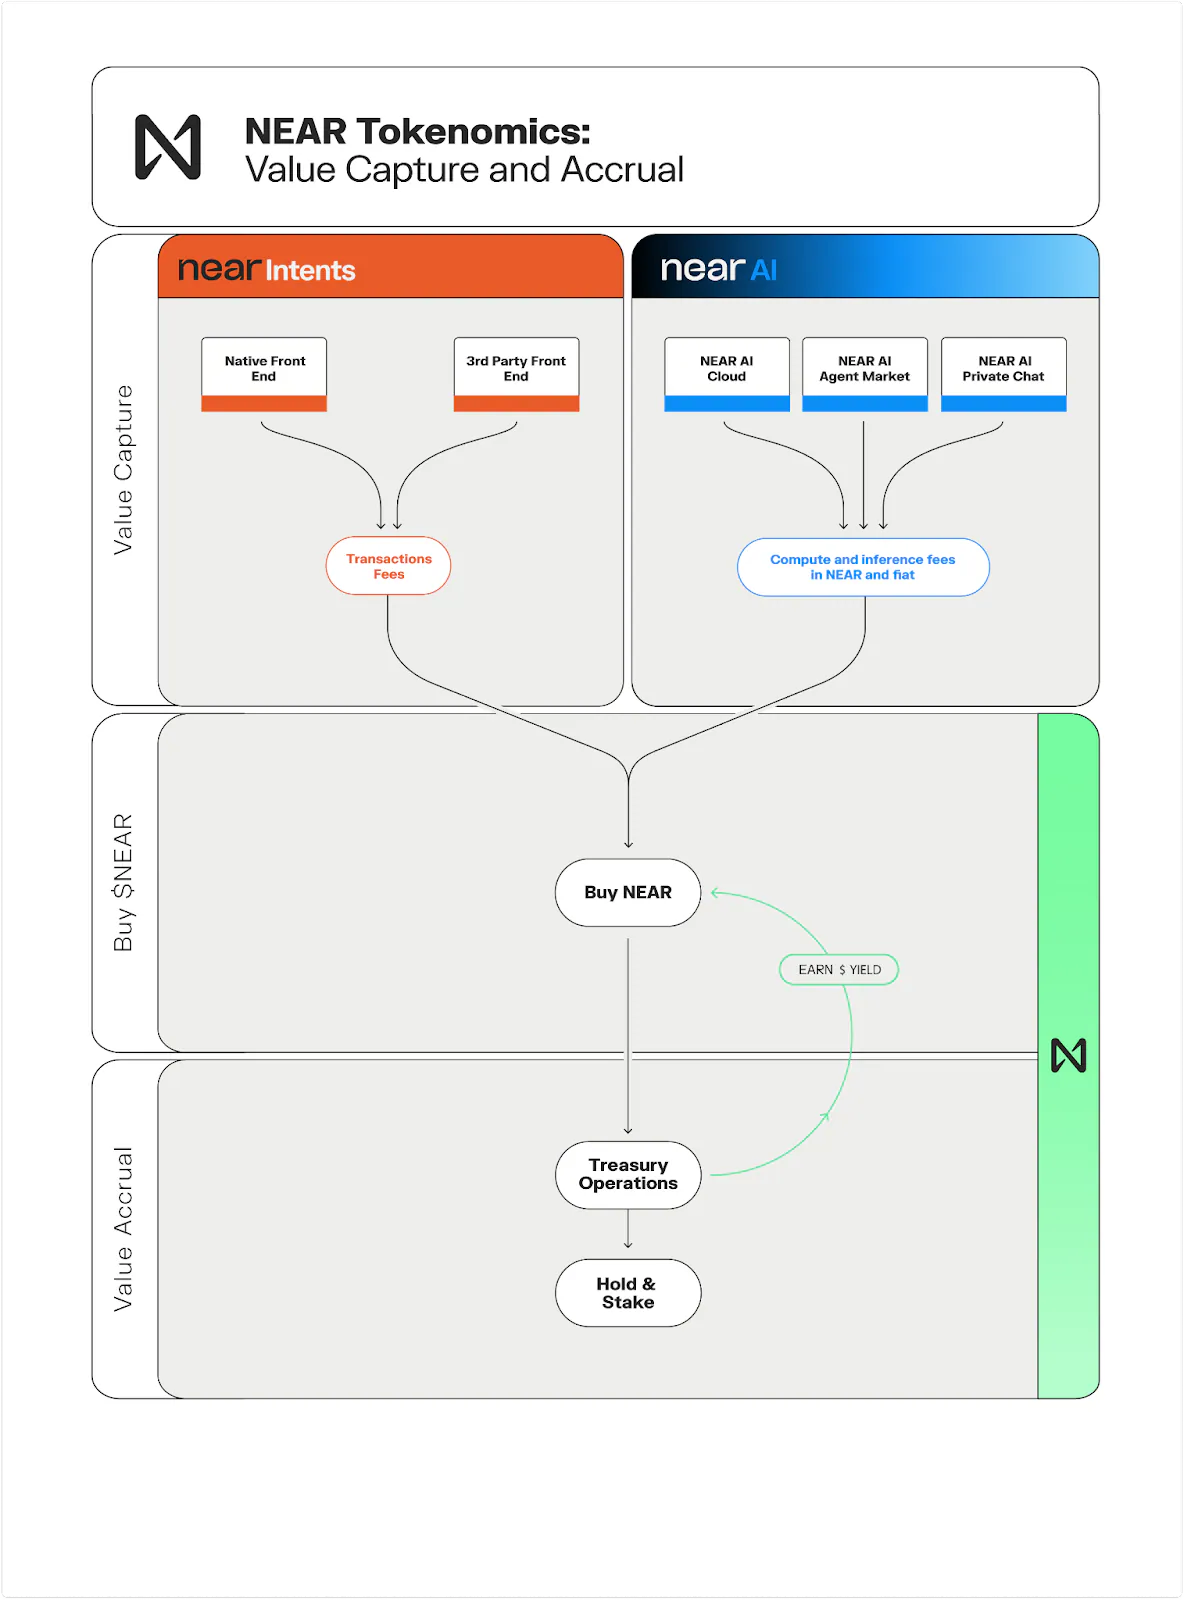 NEAR Tokenomics:
Value Capture and Accrual
Value Capture
near Intents
Native Front
End
3rd Party Front
End
Transactions
Fees
near AI
NEAR AI
Cloud
NEAR AI
Agent Market
NEAR AI
Private Chat
Compute and inference fees
in NEAR and fiat
Buy $NEAR
Buy NEAR
EARN $ YIELD
Value Accrual
Treasury
Operations
Hold &
Stake